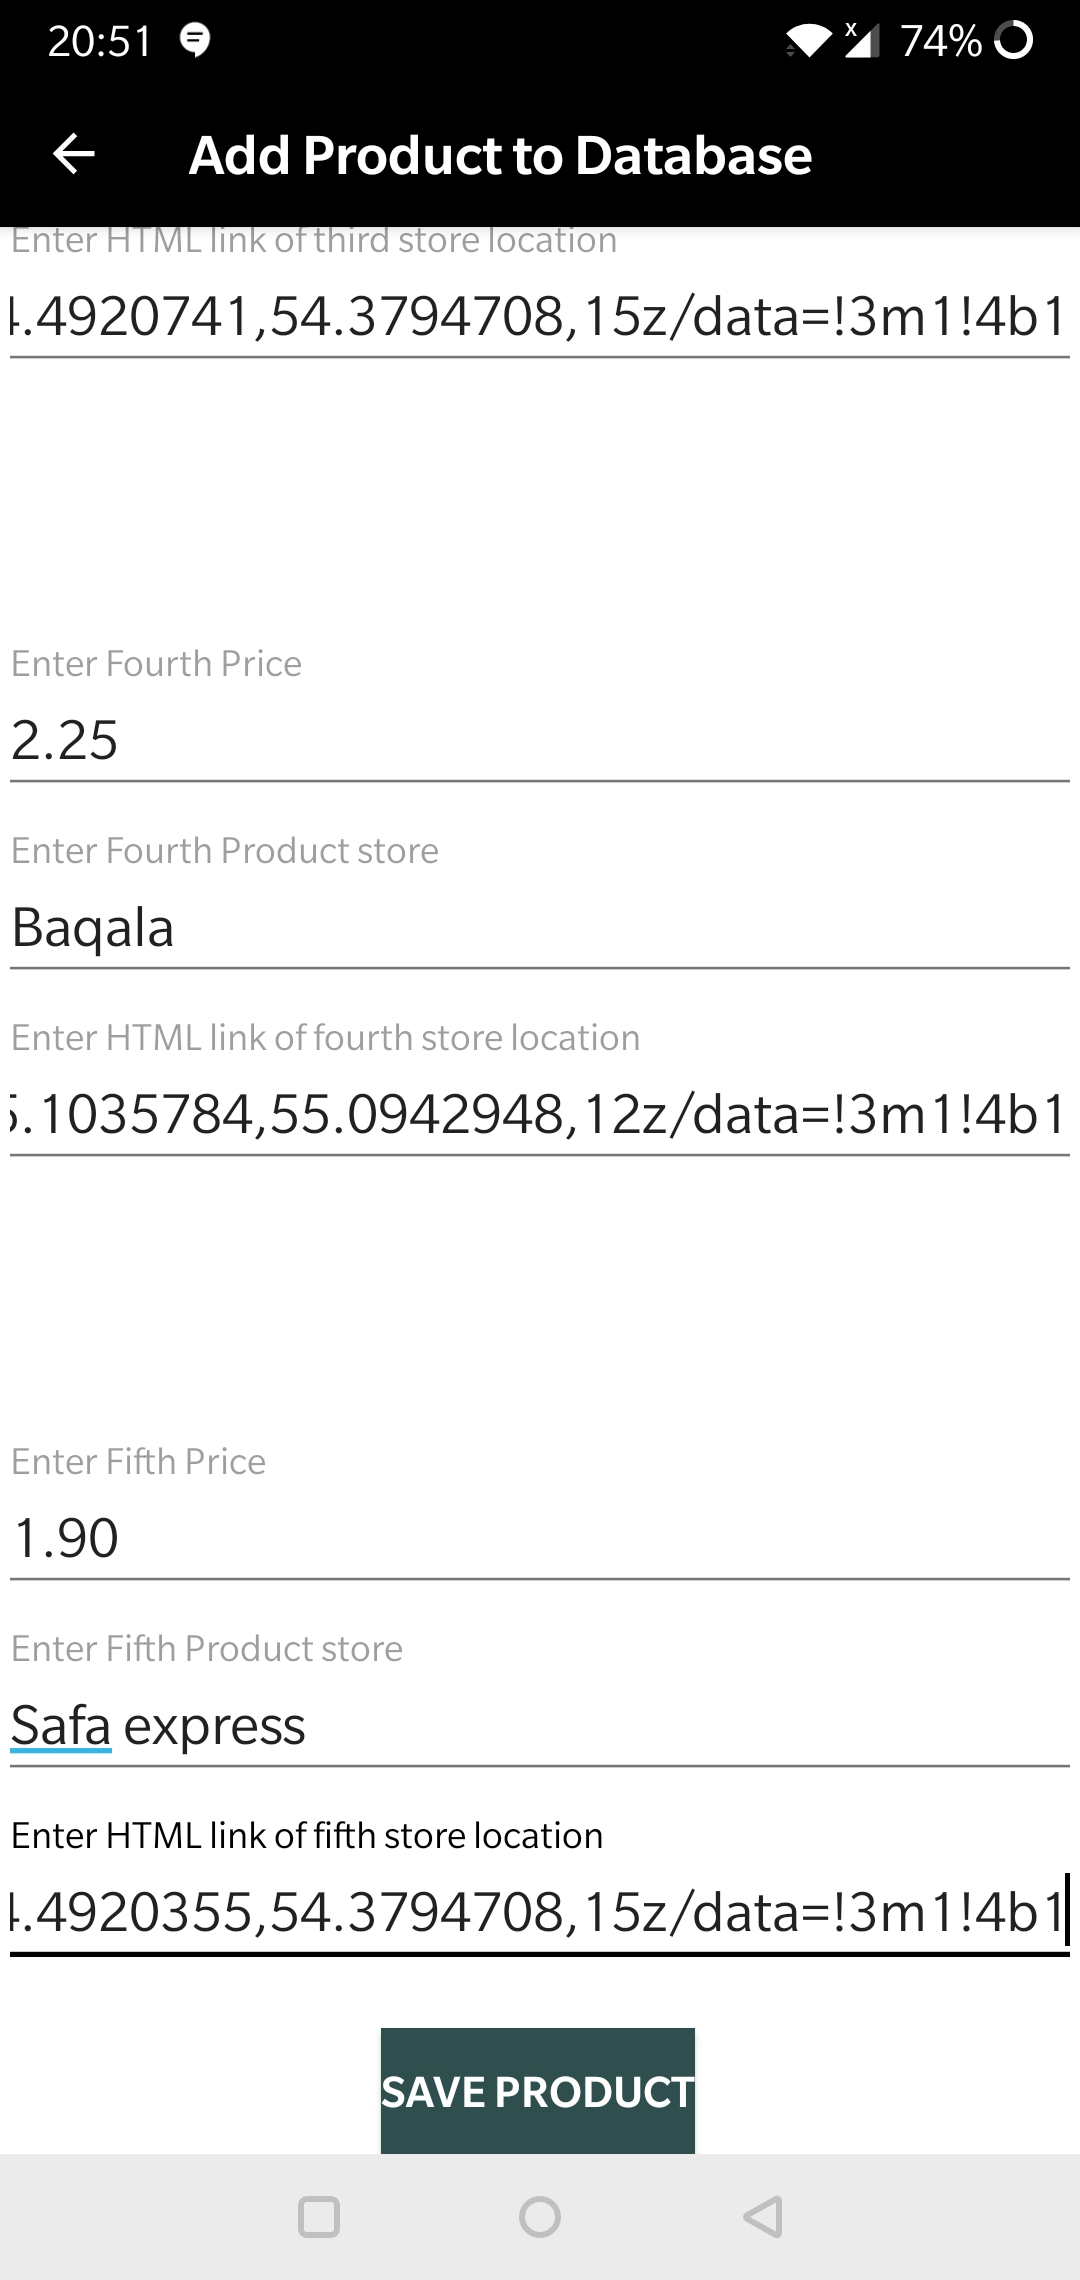 20:51 x 74%
Add Product to Database
Enter HTML link of third store location
.4920741,54.3794708,15z/data=!3m1!4b1
Enter Fourth Price
2.25
Enter Fourth Product store
Baqala
Enter HTML link of fourth store location
5.1035784,55.0942948,12z/data=!3m1!4b1
Enter Fifth Price
1.90
Enter Fifth Product store
Safa express
Enter HTML link of fifth store location
.4920355,54.3794708,15z/data=!3m1!4b1
SAVE PRODUCT